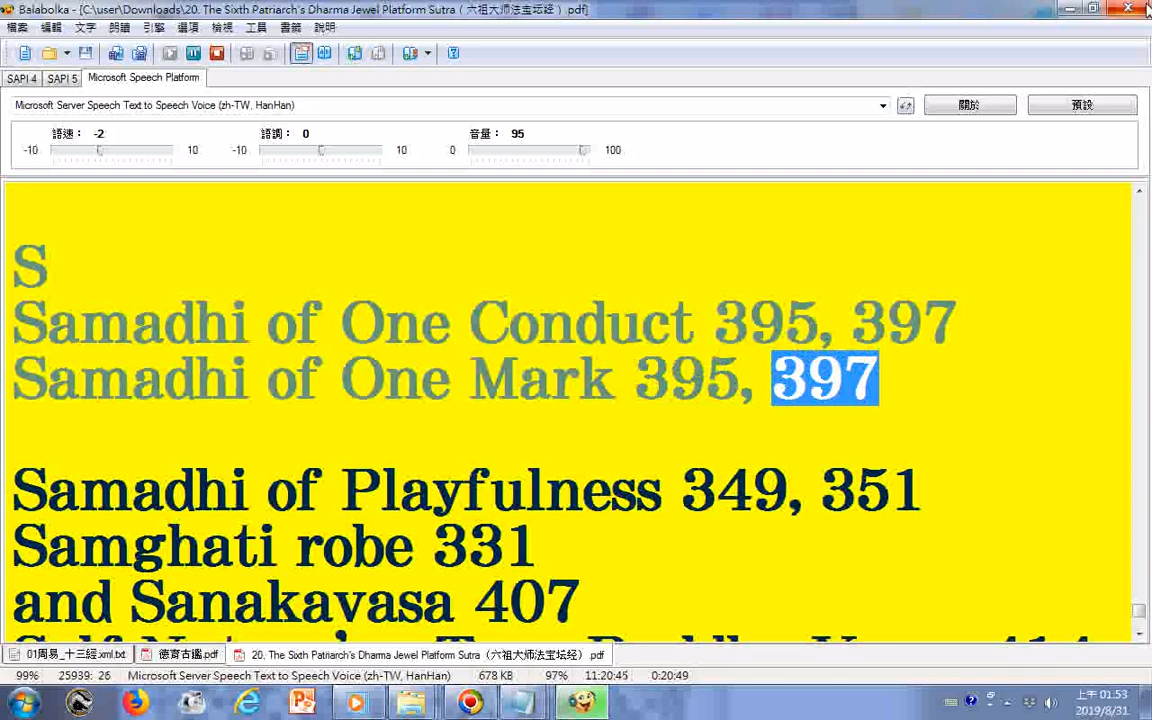 Balabolka - [C:\user\Downloads\20. The Sixth Patriarch's Dharma Jewel Platform Sutra（六祖大师法宝坛经）.pdf]
檔案 編輯 文字 朗讀 引擎 選項 檢視 工具 書籤 說明
SAPI 4 SAPI 5 Microsoft Speech Platform
Microsoft Server Speech Text to Speech Voice (zh-TW, HanHan) 關於 預設
語速： -2 語調： 0 音量： 95
-10 10 -10 10 0 100
S
Samadhi of One Conduct 395, 397
Samadhi of One Mark 395, 397
Samadhi of Playfulness 349, 351
Samghati robe 331
and Sanakavasa 407
01周易_十三經.xml.txt 德育古鑑.pdf 20. The Sixth Patriarch's Dharma Jewel Platform Sutra（六祖大师法宝坛经）.pdf
99% 25939: 26 Microsoft Server Speech Text to Speech Voice (zh-TW, HanHan) 678 KB 97% 11:20:45 0:20:49
上午 01:53
2019/8/31